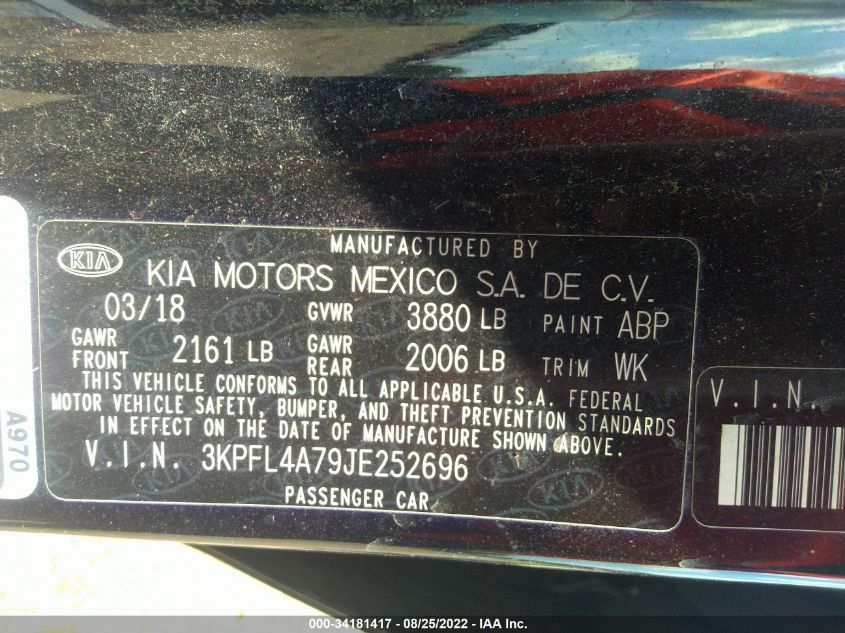 MANUFACTURED BY
KIA KIA MOTORS MEXICO S.A. DE C.V.
03/18 GVWR 3880 LB PAINT ABP
GAWR FRONT 2161 LB GAWR REAR 2006 LB TRIM WK
THIS VEHICLE CONFORMS TO ALL APPLICABLE U.S.A. FEDERAL
MOTOR VEHICLE SAFETY, BUMPER, AND THEFT PREVENTION STANDARDS
IN EFFECT ON THE DATE OF MANUFACTURE SHOWN ABOVE.
V.I.N. 3KPFL4A79JE252696
PASSENGER CAR
V.I.N.
A970
000-34181417 - 08/25/2022 - IAA Inc.